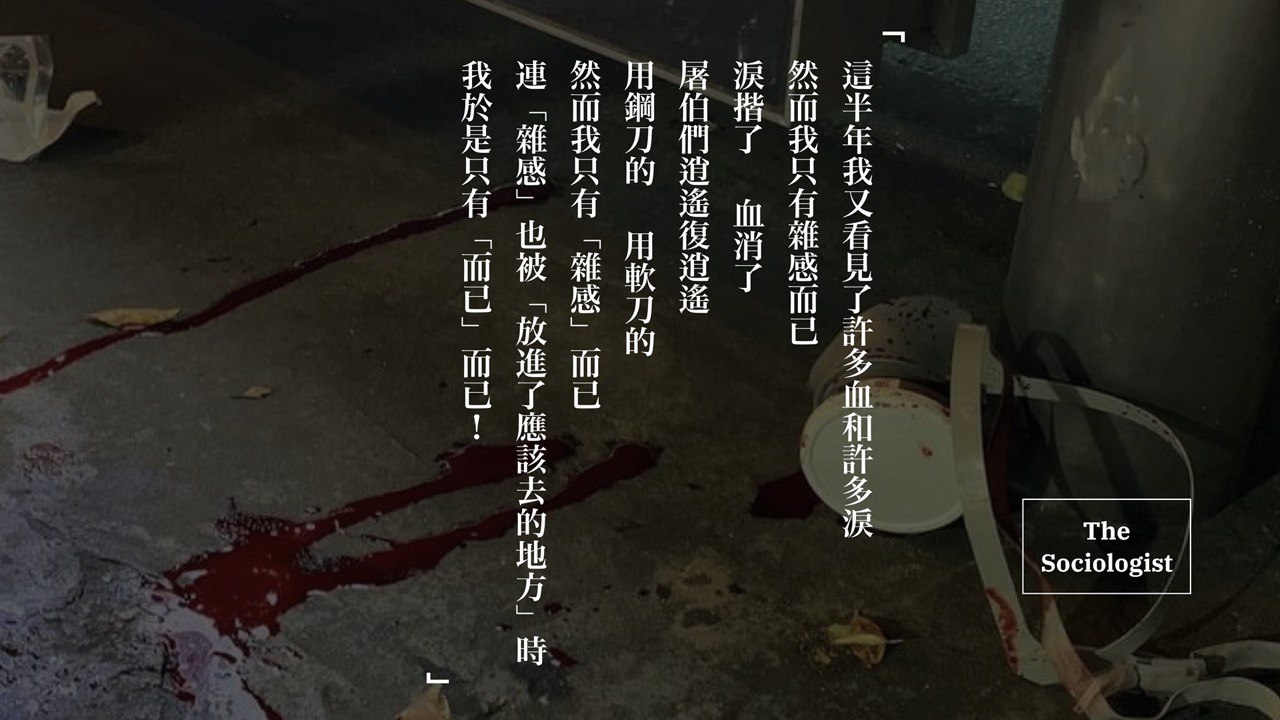 「
這半年我又看見了許多血和許多淚
然而我只有雜感而已
淚揩了 血消了
屠伯們逍遙復逍遙
用鋼刀的 用軟刀的
然而我只有「雜感」而已
連「雜感」也被「放進了應該去的地方」時
我於是只有「而已」而已！
」
The
Sociologist